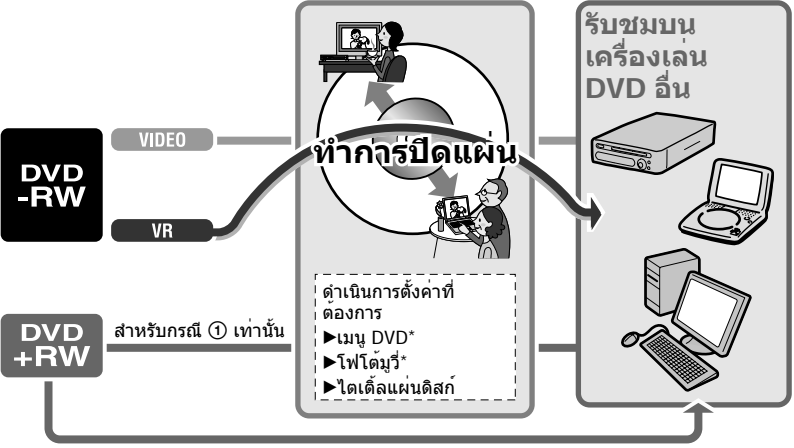 รับชมบน
เครื่องเล่น
DVD อื่น
DVD
-RW
VIDEO
VR
ทำการปิดแผ่น
ดำเนินการตั้งค่าที่
ต้องการ
▶เมนู DVD*
▶โฟโต้มูวี่*
▶ไตเติ้ลแผ่นดิสก์
DVD
+RW
สำหรับกรณี ① เท่านั้น